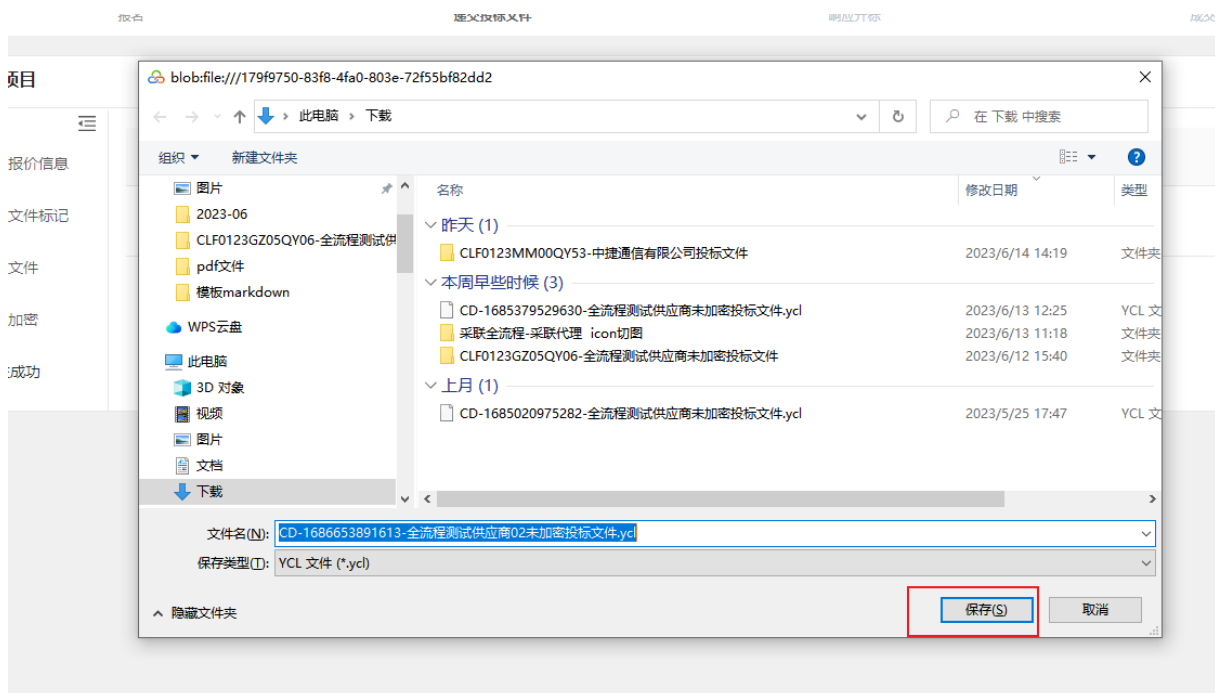 报名 递交投标文件 响应开标
项目
报价信息
文件标记
文件
加密
成功
blob:file:///179f9750-83f8-4fa0-803e-72f55bf82dd2
此电脑 › 下载
在 下载 中搜索
组织 新建文件夹
图片
2023-06
CLF0123GZ05QY06-全流程测试供
pdf文件
模板markdown
WPS云盘
此电脑
3D 对象
视频
图片
文档
下载
名称 修改日期 类型
昨天 (1)
CLF0123MM00QY53-中捷通信有限公司投标文件 2023/6/14 14:19 文件夹
本周早些时候 (3)
CD-1685379529630-全流程测试供应商未加密投标文件.ycl 2023/6/13 12:25 YCL 文
采联全流程-采联代理 icon切图 2023/6/13 11:18 文件夹
CLF0123GZ05QY06-全流程测试供应商未加密投标文件 2023/6/12 15:40 文件夹
上月 (1)
CD-1685020975282-全流程测试供应商未加密投标文件.ycl 2023/5/25 17:47 YCL 文
文件名(N): CD-1686653891613-全流程测试供应商02未加密投标文件.ycl
保存类型(T): YCL 文件 (*.ycl)
隐藏文件夹 保存(S) 取消